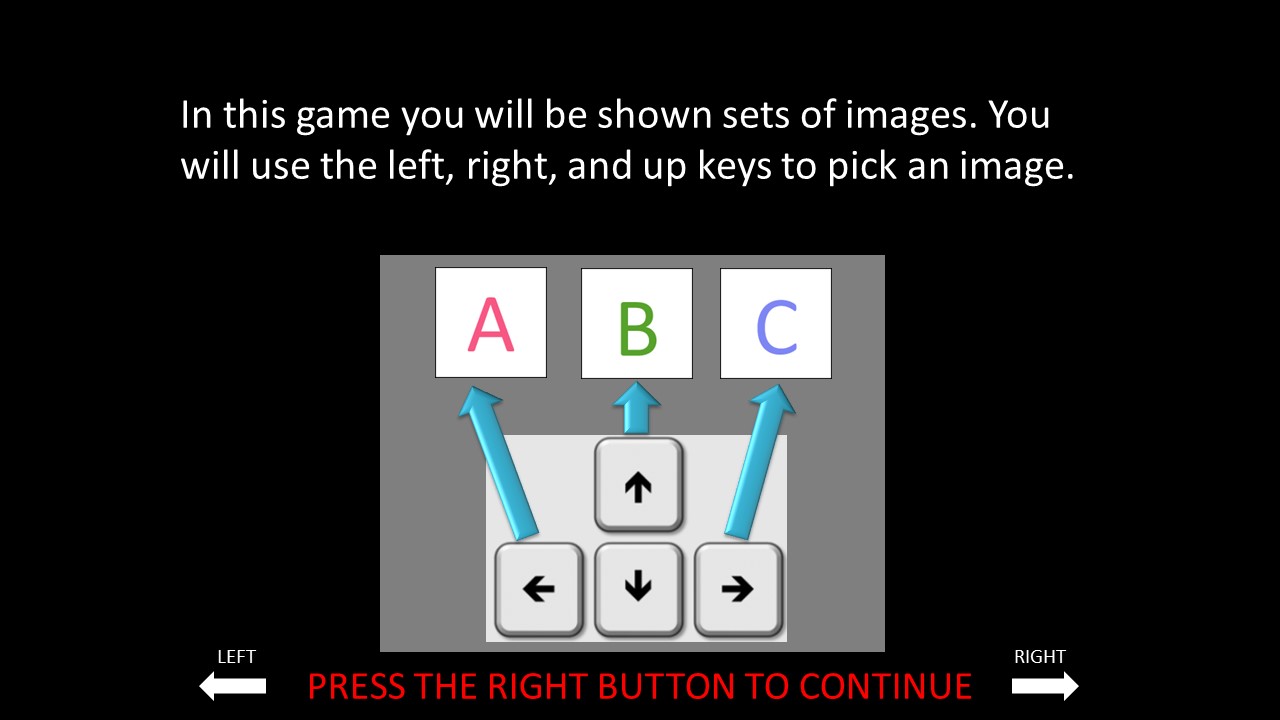 In this game you will be shown sets of images. You
will use the left, right, and up keys to pick an image.
A B C
LEFT RIGHT
PRESS THE RIGHT BUTTON TO CONTINUE